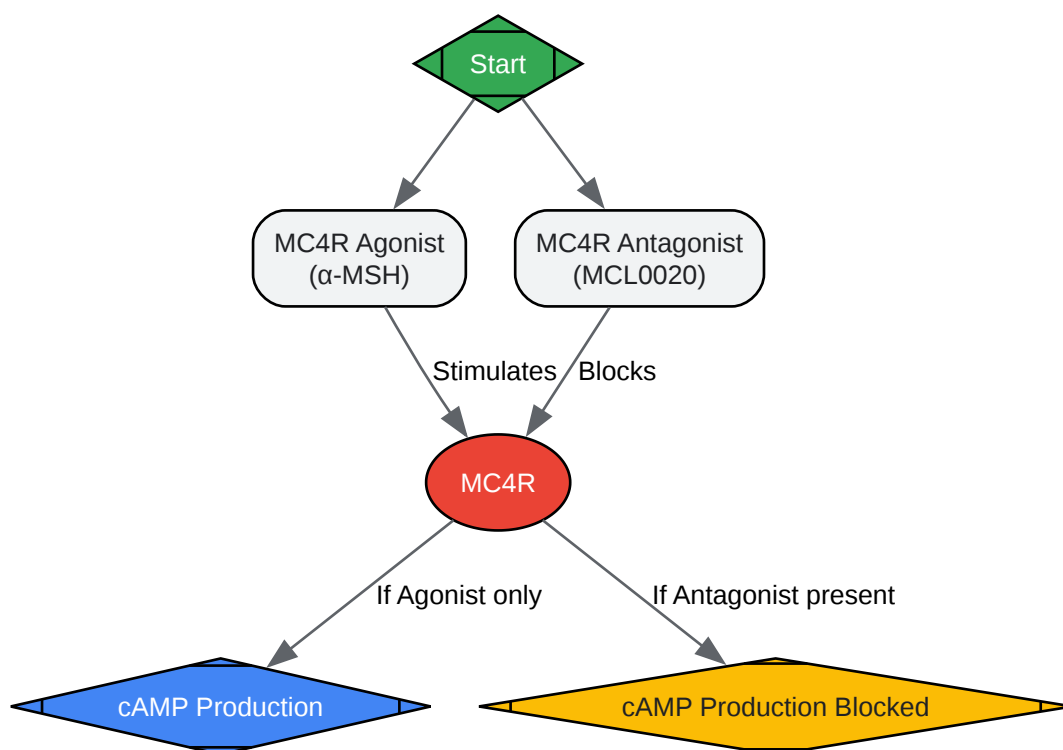 Start
MC4R Agonist
(α-MSH)
MC4R Antagonist
(MCL0020)
Stimulates
Blocks
MC4R
If Agonist only
If Antagonist present
cAMP Production
cAMP Production Blocked